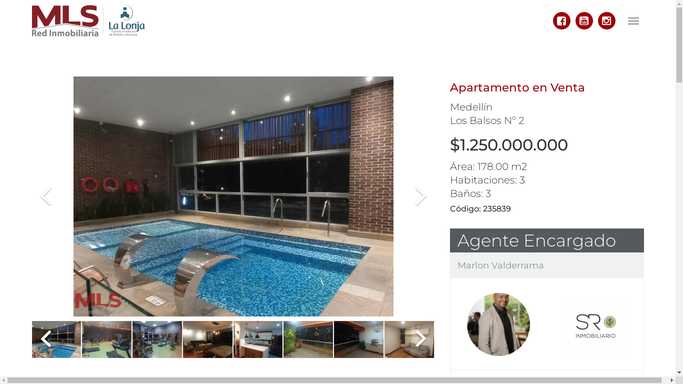 MLS
Red Inmobiliaria
La Lonja
Apartamento en Venta
Medellín
Los Balsos N° 2
$1.250.000.000
Área: 178.00 m2
Habitaciones: 3
Baños: 3
Código: 235839
Agente Encargado
Marlon Valderrama
MLS
SR
INMOBILIARIO